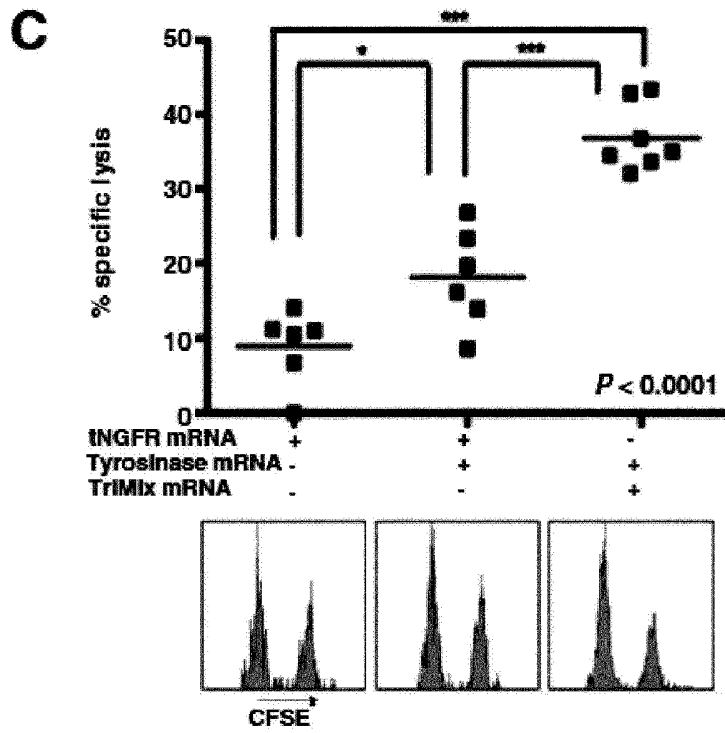 C
***
50
* ***
40
30
20
10
0
% specific lysis
P < 0.0001
tNGFR mRNA + + -
Tyrosinase mRNA - + +
TriMix mRNA - - +
CFSE